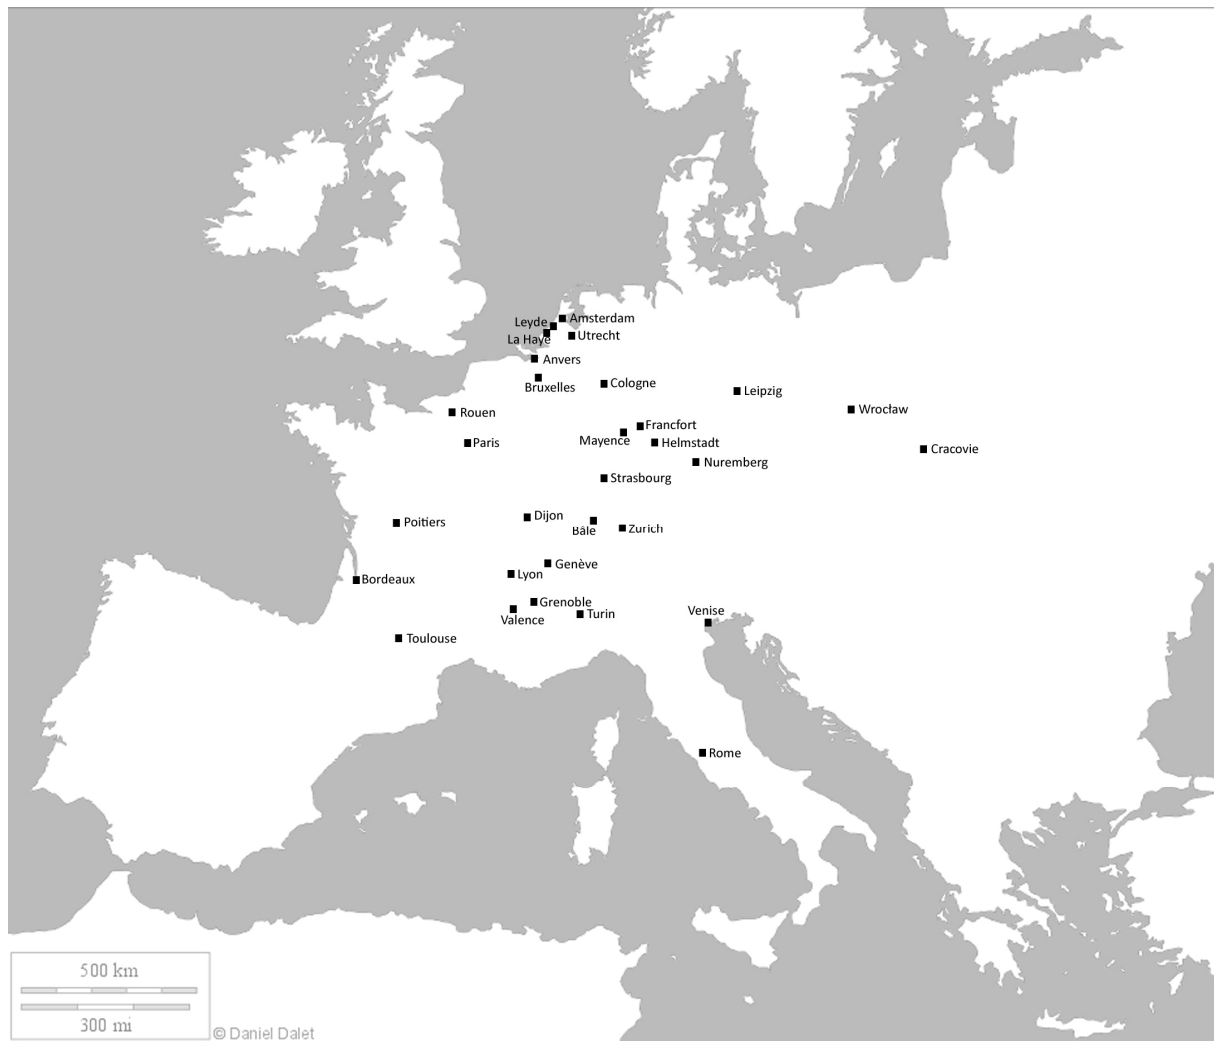 Leyde
Amsterdam
La Haye
Utrecht
Anvers
Bruxelles
Cologne
Leipzig
Wrocław
Rouen
Francfort
Mayence
Helmstadt
Paris
Cracovie
Nuremberg
Strasbourg
Dijon
Poitiers
Bâle
Zurich
Genève
Lyon
Bordeaux
Grenoble
Valence
Turin
Venise
Toulouse
Rome
500 km
300 mi
© Daniel Dalet